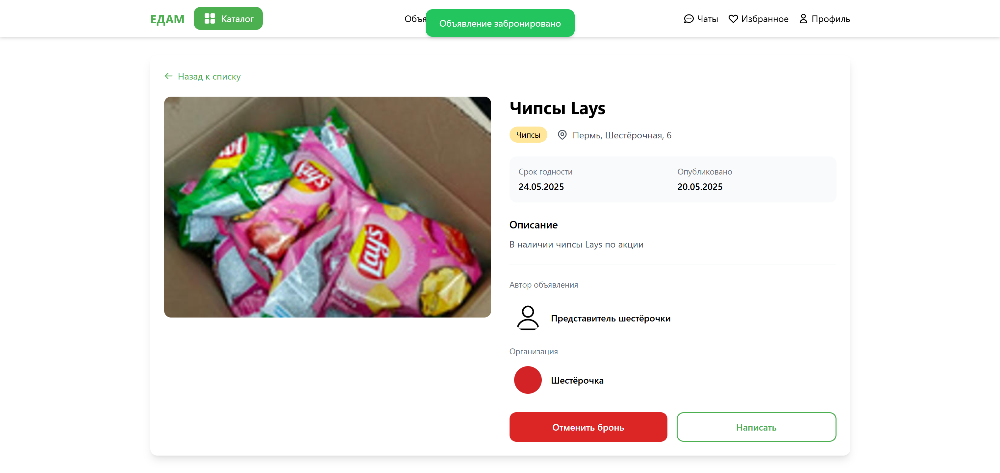 ЕДАМ
Каталог
Объя
Объявление забронировано
Чаты
Избранное
Профиль
Назад к списку
Lays
Lays
Чипсы Lays
Чипсы
Пермь, Шестёрочная, 6
Срок годности
Опубликовано
24.05.2025
20.05.2025
Описание
В наличии чипсы Lays по акции
Автор объявления
Представитель шестёрочки
Организация
Шестёрочка
Отменить бронь
Написать